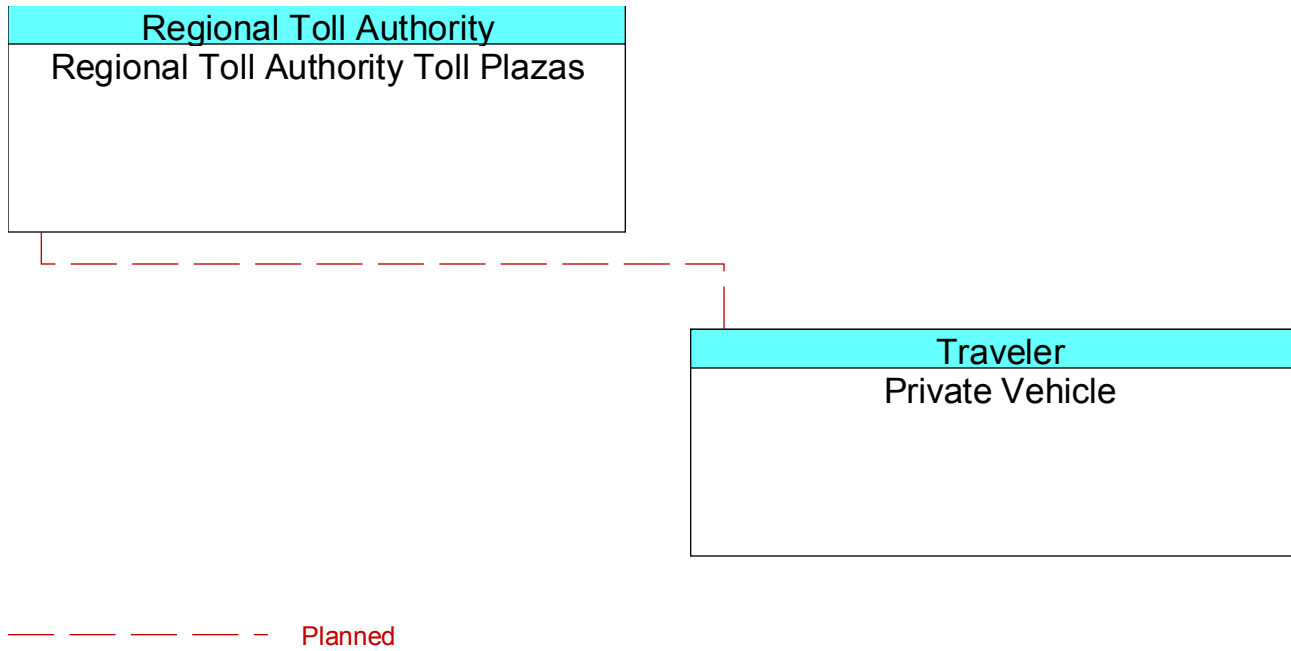 Regional Toll Authority
Regional Toll Authority Toll Plazas
Traveler
Private Vehicle
Planned